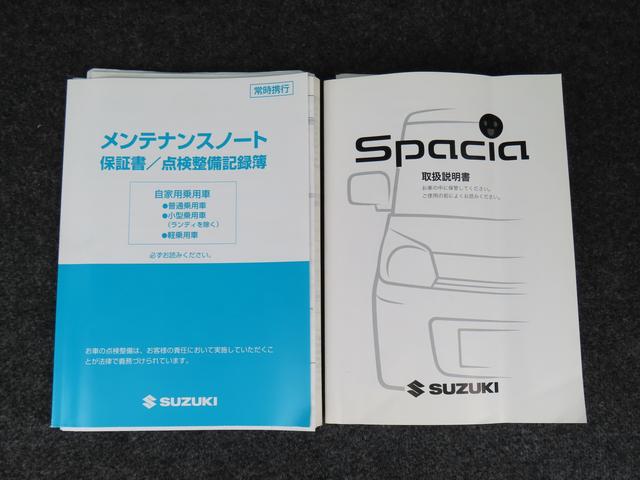 常時携行
メンテナンスノート
保証書／点検整備記録簿
自家用乗用車
●普通乗用車
●小型乗用車
(ランディを除く)
●軽乗用車
必ずお読みください。
お車の点検整備は、お客様の責任において実施していただくこ
とが法律で義務づけられています。
SUZUKI
Spacia
取扱説明書
お車の中に保管してください。
ご使用の前によくお読みください。
SUZUKI